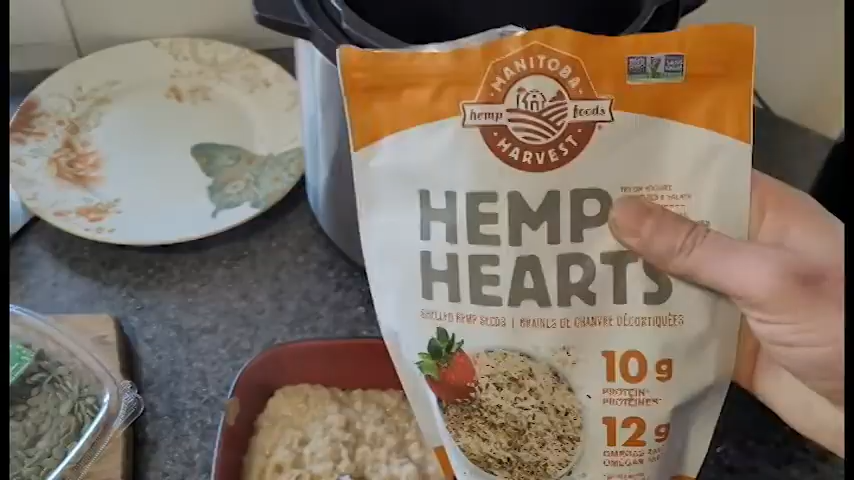 MANITOBA
hemp foods
HARVEST
HEMP
HEARTS
SHELLED HEMP SEEDS | GRAINES DE CHANVRE DÉCORTIQUÉES
10 g
PROTEIN·
PROTÉINES·
12 g